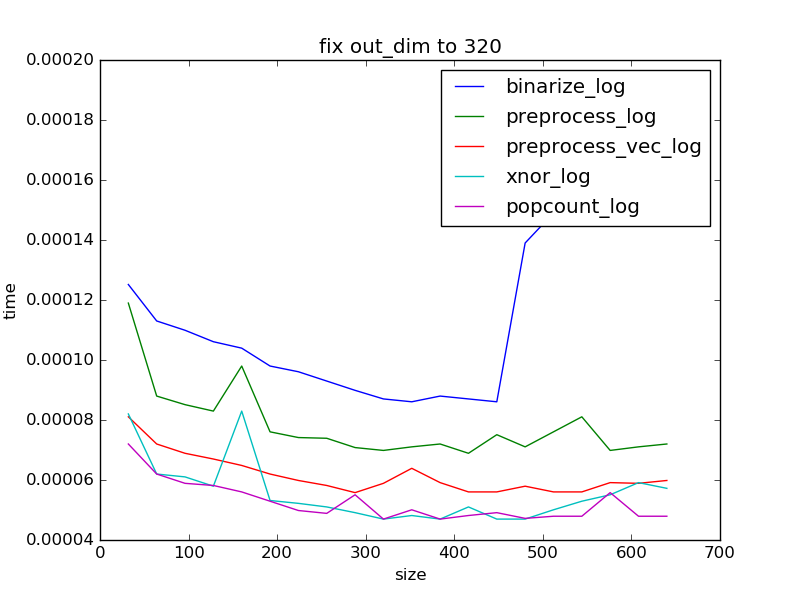 fix out_dim to 320
0.00020
0.00018
0.00016
0.00014
0.00012
0.00010
0.00008
0.00006
0.00004
time
binarize_log
preprocess_log
preprocess_vec_log
xnor_log
popcount_log
0 100 200 300 400 500 600 700
size